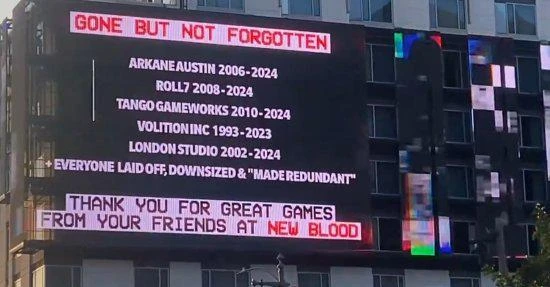 GONE BUT NOT FORGOTTEN
ARKANE AUSTIN 2006-2024
ROLL7 2008-2024
TANGO GAMEWORKS 2010-2024
VOLITION INC 1993-2023
LONDON STUDIO 2002-2024
+ EVERYONE LAID OFF, DOWNSIZED & "MADE REDUNDANT"
THANK YOU FOR GREAT GAMES
FROM YOUR FRIENDS AT NEW BLOOD